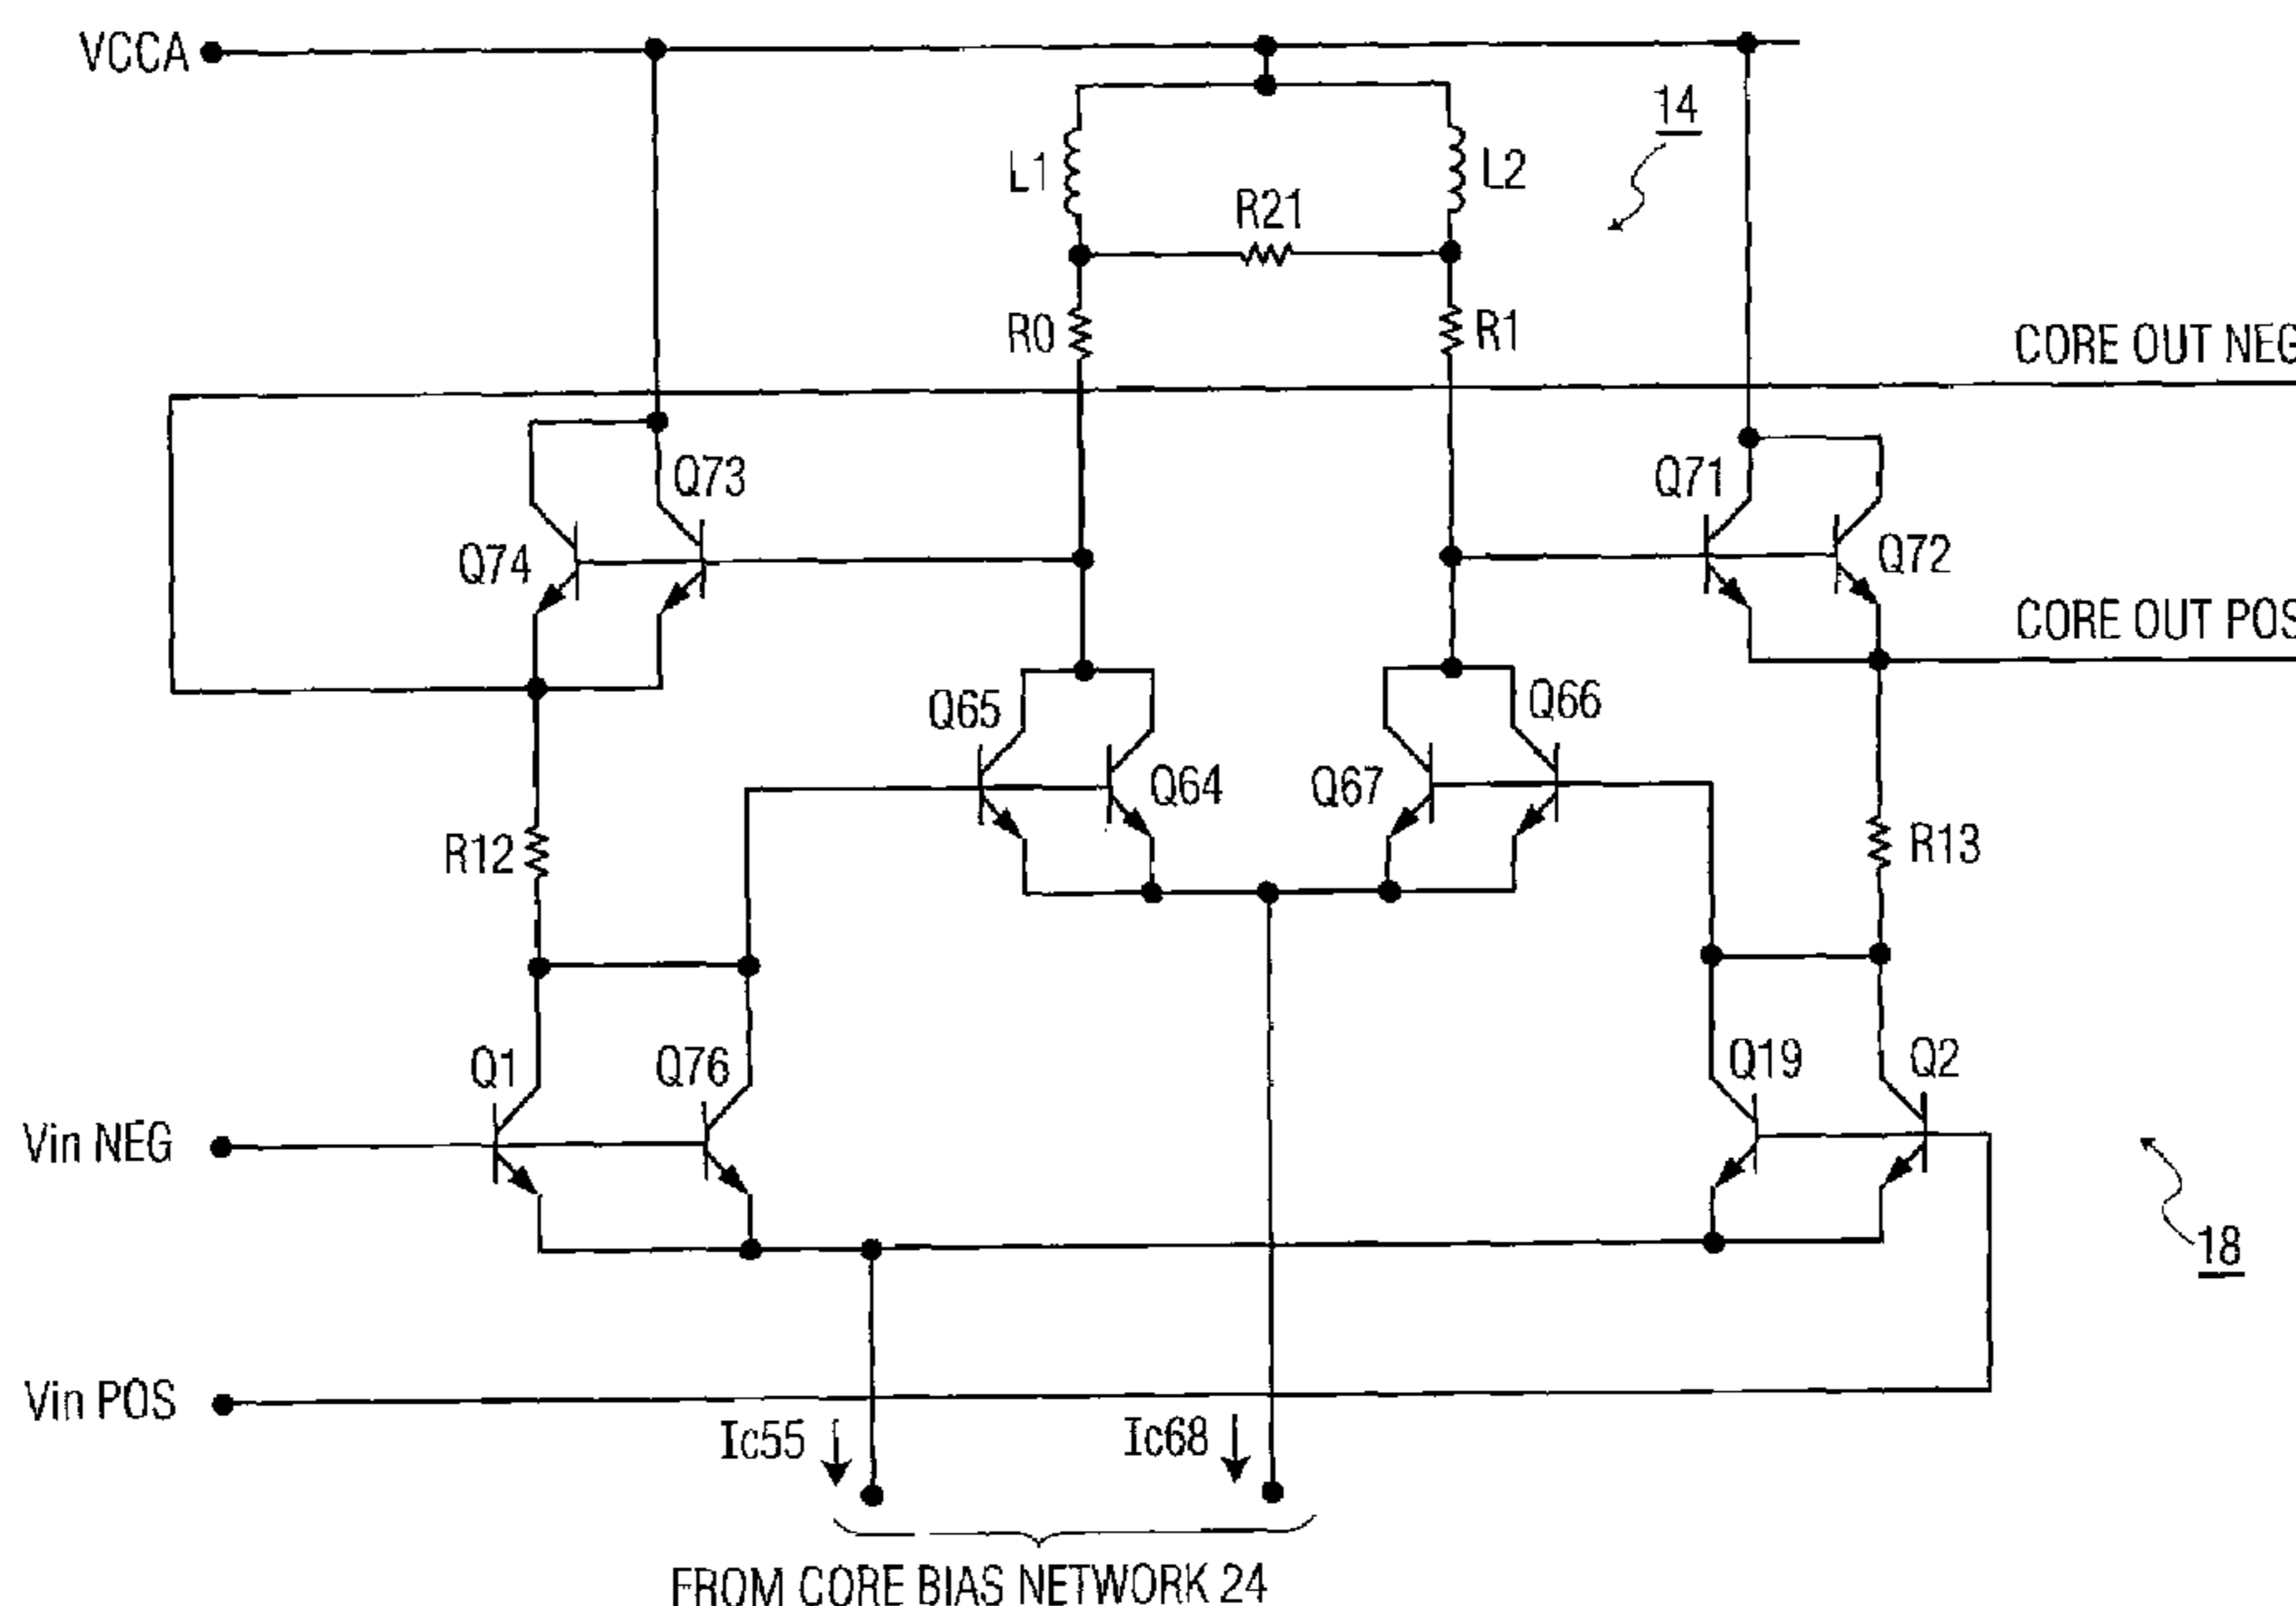 VCCA
14
L1
L2
R21
R0
R1
CORE OUT NEG
Q73
Q71
Q74
Q72
CORE OUT POS
Q65
Q66
Q64
Q67
R12
R13
Q1
Q76
Q19
Q2
Vin NEG
18
Vin POS
Ic55
Ic68
FROM CORE BIAS NETWORK 24